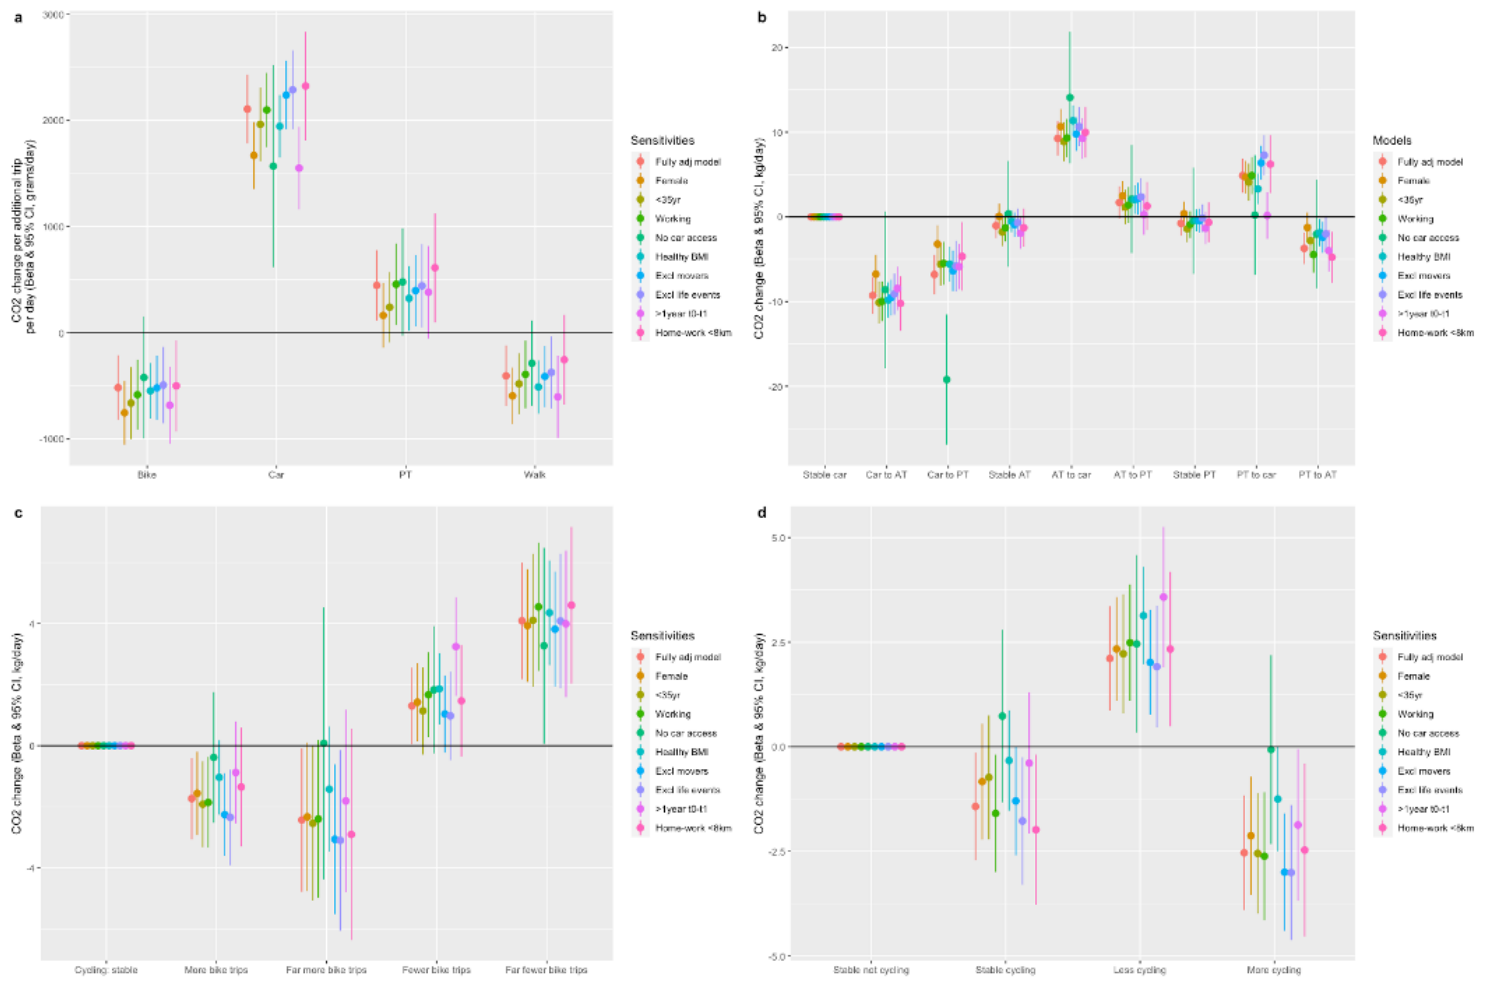 a
3000
2000
1000
0
-1000
CO2 change per additional trip
per day (Beta & 95% CI, grams/day)
Bike
Car
PT
Walk
Sensitivities
Fully adj model
Female
<35yr
Working
No car access
Healthy BMI
Excl movers
Excl life events
>1year t0-t1
Home-work <8km
b
20
10
0
-10
-20
CO2 change (Beta & 95% CI, kg/day)
Stable car
Car to AT
Car to PT
Stable AT
AT to car
AT to PT
Stable PT
PT to car
PT to AT
Models
Fully adj model
Female
<35yr
Working
No car access
Healthy BMI
Excl movers
Excl life events
>1year t0-t1
Home-work <8km
c
4
0
-4
CO2 change (Beta & 95% CI, kg/day)
Cycling: stable
More bike trips
Far more bike trips
Fewer bike trips
Far fewer bike trips
Sensitivities
Fully adj model
Female
<35yr
Working
No car access
Healthy BMI
Excl movers
Excl life events
>1year t0-t1
Home-work <8km
d
5.0
2.5
0.0
-2.5
-5.0
CO2 change (Beta & 95% CI, kg/day)
Stable not cycling
Stable cycling
Less cycling
More cycling
Sensitivities
Fully adj model
Female
<35yr
Working
No car access
Healthy BMI
Excl movers
Excl life events
>1year t0-t1
Home-work <8km